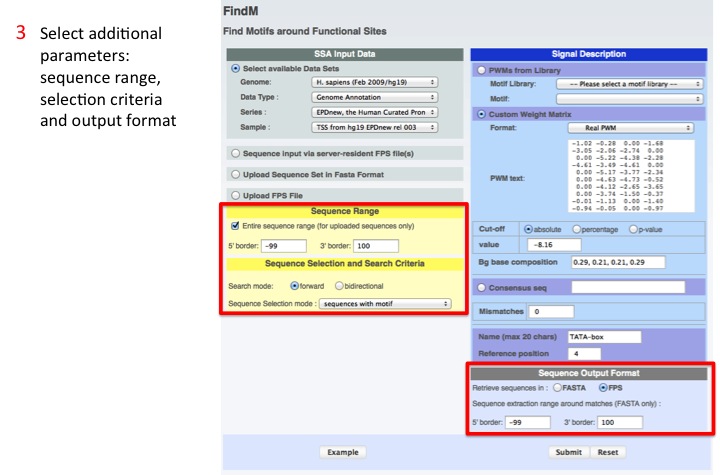 3 Select additional
parameters:
sequence range,
selection criteria
and output format
FindM
Find Motifs around Functional Sites
SSA Input Data
Select available Data Sets
Genome: H. sapiens (Feb 2009/hg19)
Data Type : Genome Annotation
Series : EPDnew, the Human Curated Pron
Sample : TSS from hg19 EPDnew rel 003
Sequence input via server-resident FPS file(s)
Upload Sequence Set in Fasta Format
Upload FPS File
Sequence Range
Entire sequence range (for uploaded sequences only)
5' border: -99 3' border: 100
Sequence Selection and Search Criteria
Search mode: forward bidirectional
Sequence Selection mode : sequences with motif
Signal Description
PWMs from Library
Motif Library: -- Please select a motif library --
Motif:
Custom Weight Matrix
Format: Real PWM
PWM text:
-1.02 -0.28 0.00 -1.68
-3.05 -2.06 -2.74 0.00
0.00 -5.22 -4.38 -2.28
-4.61 -3.49 -4.61 0.00
0.00 -5.17 -3.77 -2.34
0.00 -4.63 -4.73 -0.52
0.00 -4.12 -2.65 -3.65
0.00 -3.74 -1.50 -0.37
-0.01 -1.13 0.00 -1.40
-0.94 -0.05 0.00 -0.97
Cut-off absolute percentage p-value
value -8.16
Bg base composition 0.29, 0.21, 0.21, 0.29
Consensus seq
Mismatches 0
Name (max 20 chars) TATA-box
Reference position 4
Sequence Output Format
Retrieve sequences in : FASTA FPS
Sequence extraction range around matches (FASTA only) :
5' border: -99 3' border: 100
Example
Submit Reset